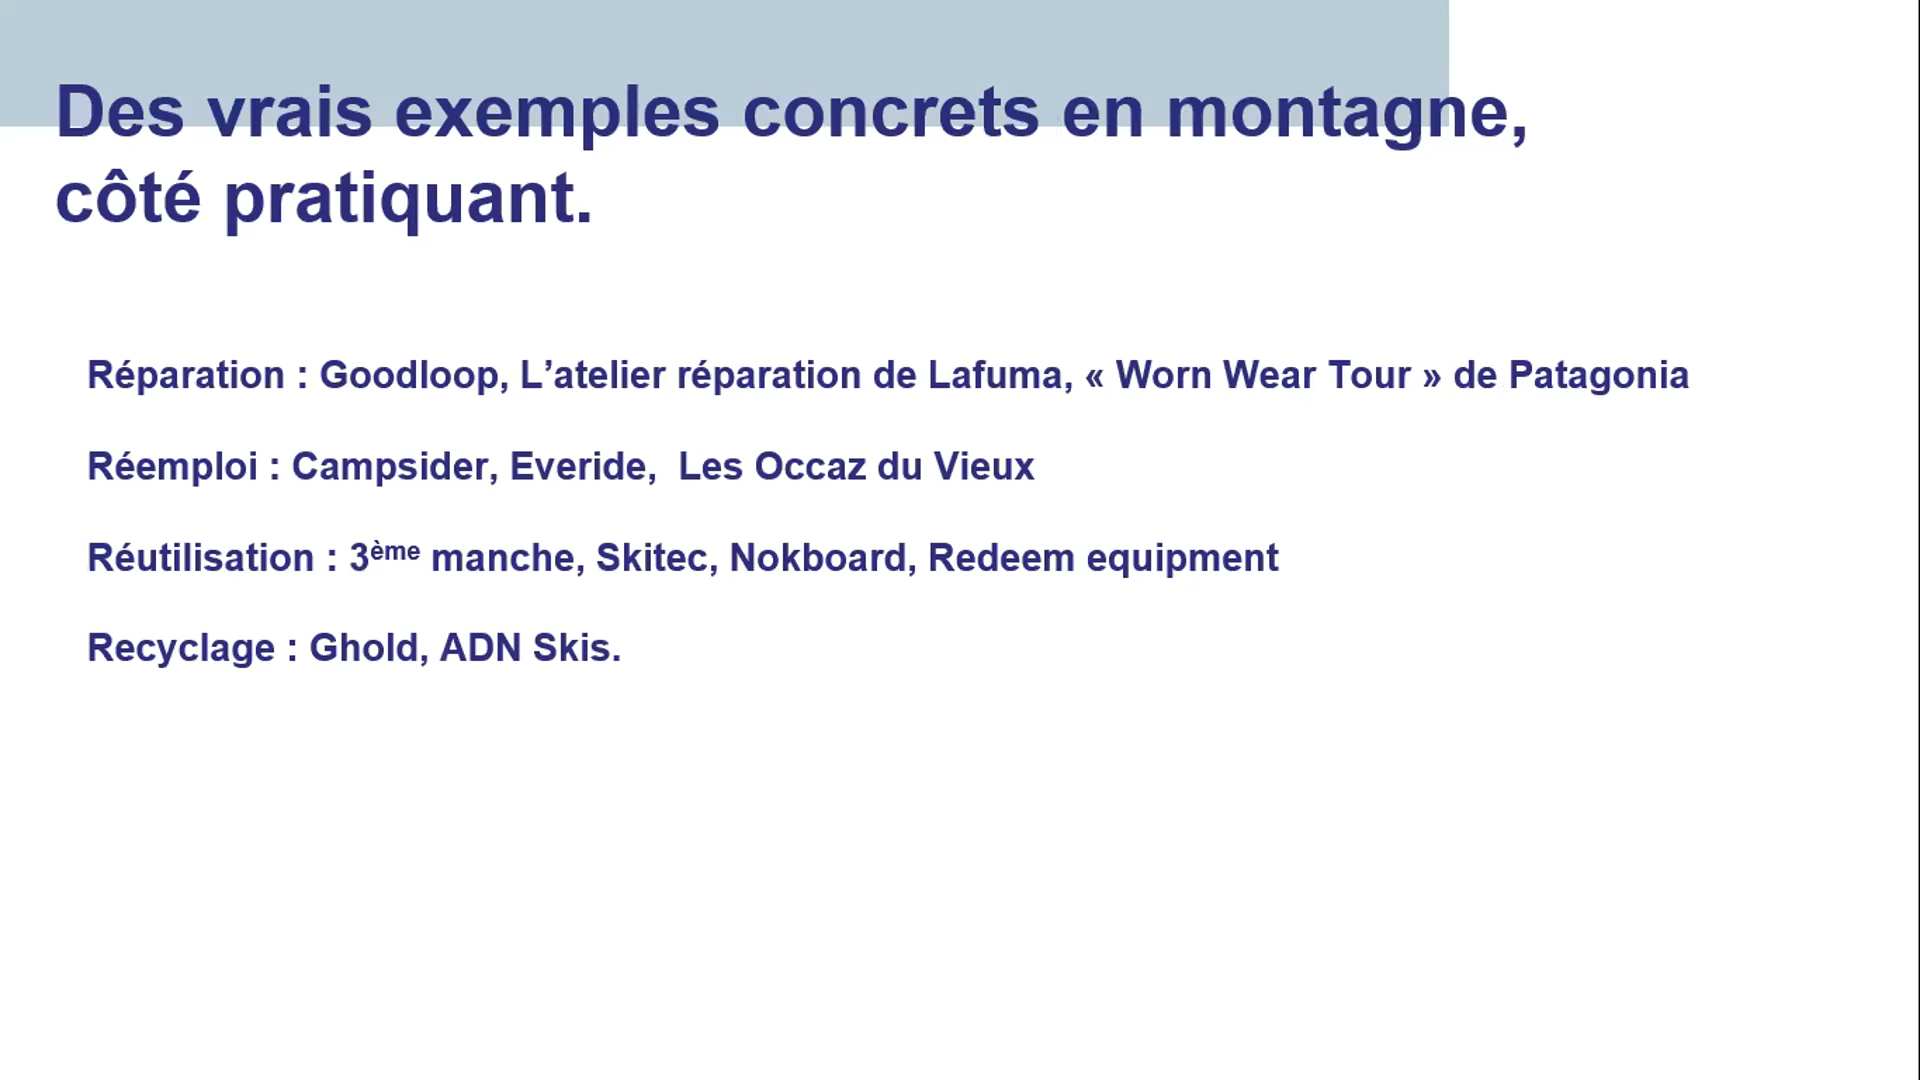 Des vrais exemples concrets en montagne,
côté pratiquant.
Réparation : Goodloop, L’atelier réparation de Lafuma, « Worn Wear Tour » de Patagonia
Réemploi : Campsider, Everide,  Les Occaz du Vieux
Réutilisation : 3ème manche, Skitec, Nokboard, Redeem equipment
Recyclage : Ghold, ADN Skis.